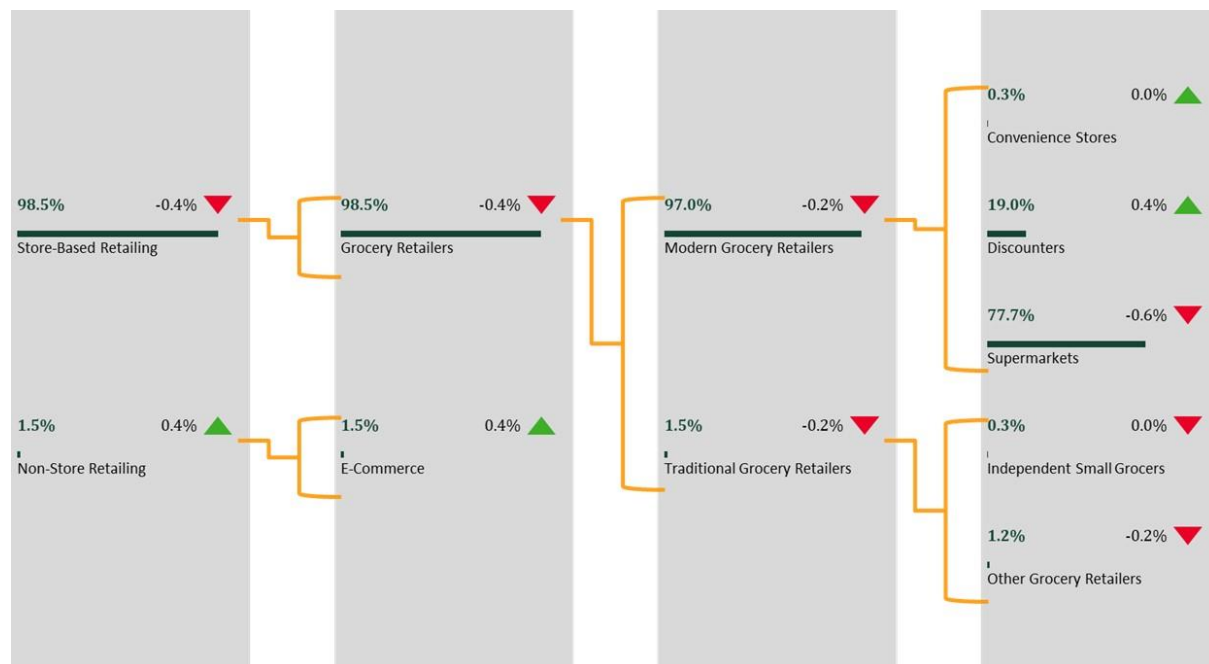 98.5% -0.4%
Store-Based Retailing
1.5% 0.4%
Non-Store Retailing
98.5% -0.4%
Grocery Retailers
1.5% 0.4%
E-Commerce
97.0% -0.2%
Modern Grocery Retailers
1.5% -0.2%
Traditional Grocery Retailers
0.3% 0.0%
Convenience Stores
19.0% 0.4%
Discounters
77.7% -0.6%
Supermarkets
0.3% 0.0%
Independent Small Grocers
1.2% -0.2%
Other Grocery Retailers